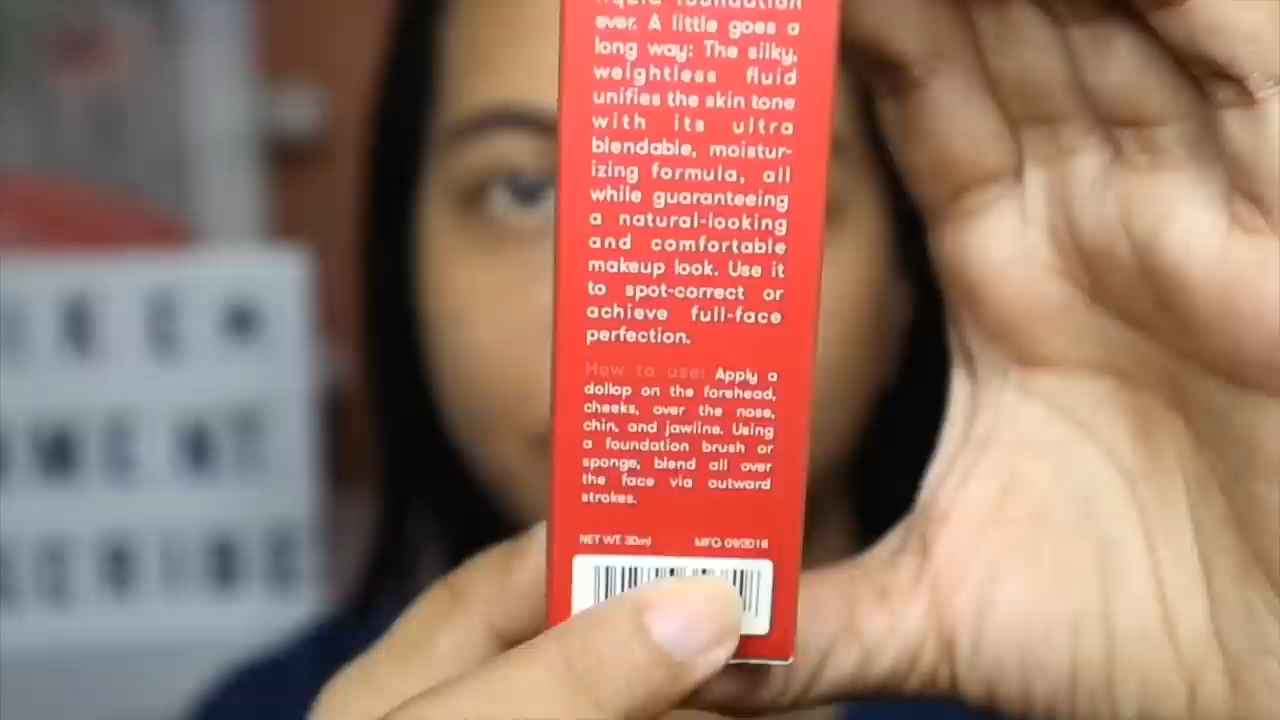 liquid foundation
ever. A little goes a
long way: The silky,
weightless fluid
unifies the skin tone
with its ultra
blendable, moistur-
izing formula, all
while guaranteeing
a natural-looking
and comfortable
makeup look. Use it
to spot-correct or
achieve full-face
perfection.
How to use: Apply a
dollop on the forehead,
cheeks, over the nose,
chin, and jawline. Using
a foundation brush or
sponge, blend all over
the face via outward
strokes.
NET WT. 30ml MFG 09/2018